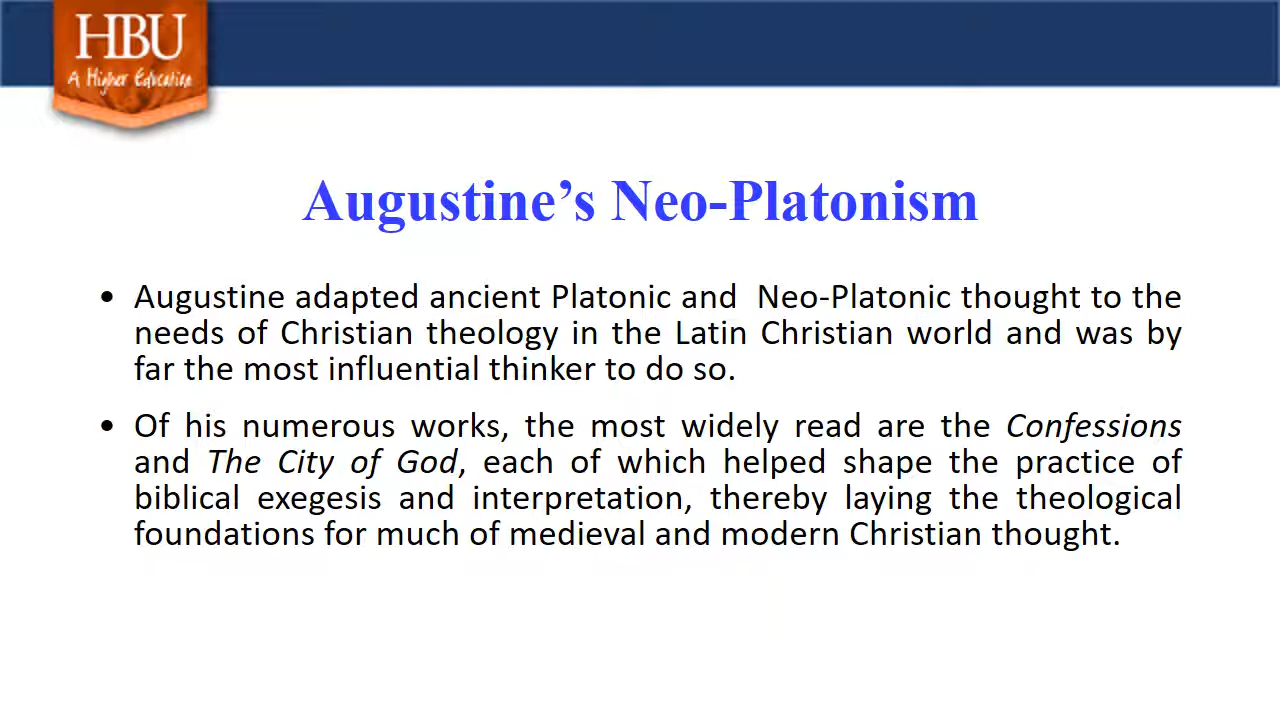 HBU
A Higher Education
Augustine’s Neo-Platonism
• Augustine adapted ancient Platonic and  Neo-Platonic thought to the
needs of Christian theology in the Latin Christian world and was by
far the most influential thinker to do so.
• Of his numerous works, the most widely read are the Confessions
and The City of God, each of which helped shape the practice of
biblical exegesis and interpretation, thereby laying the theological
foundations for much of medieval and modern Christian thought.